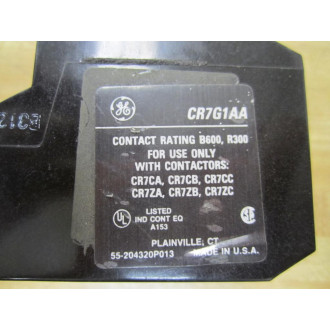 GE CR7G1AA
CONTACT RATING B600, R300
FOR USE ONLY
WITH CONTACTORS:
CR7CA, CR7CB, CR7CC
CR7ZA, CR7ZB, CR7ZC
UL LISTED
IND CONT EQ
A153
PLAINVILLE, CT
55-204320P013 MADE IN U.S.A.